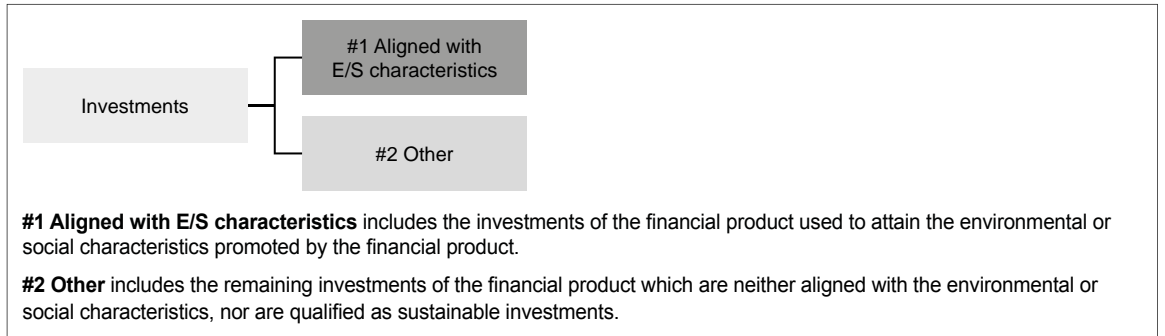 #1 Aligned with
E/S characteristics
Investments
#2 Other
#1 Aligned with E/S characteristics includes the investments of the financial product used to attain the environmental or
social characteristics promoted by the financial product.
#2 Other includes the remaining investments of the financial product which are neither aligned with the environmental or
social characteristics, nor are qualified as sustainable investments.